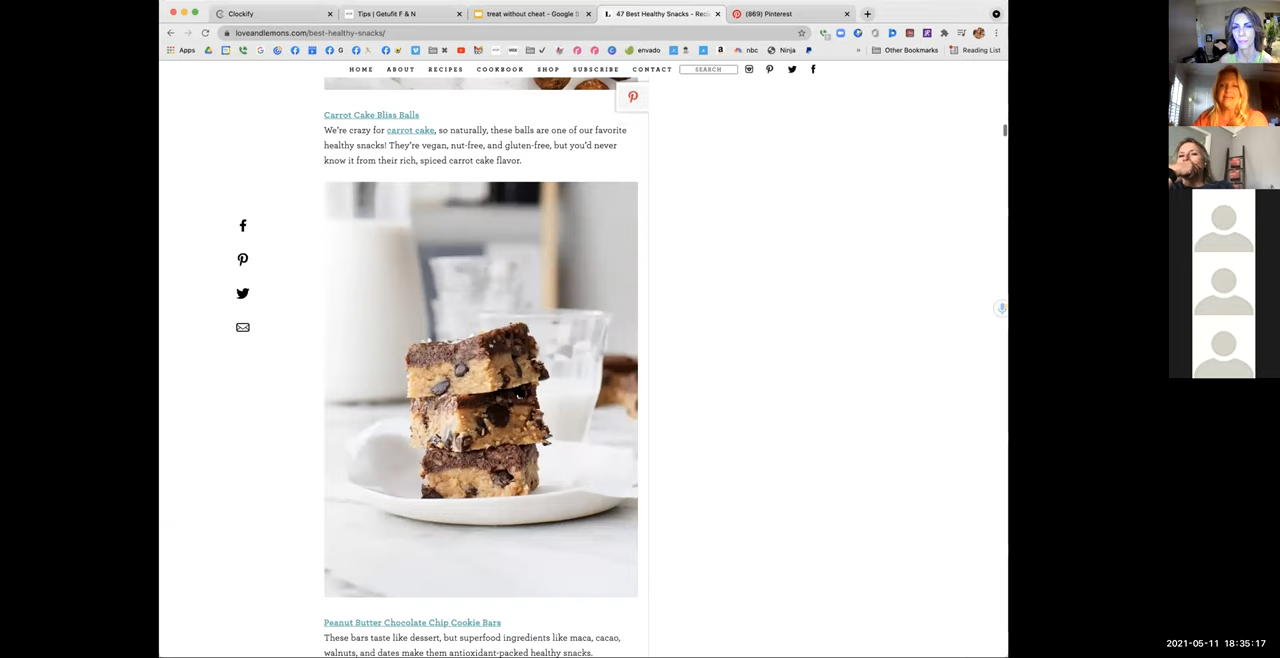 Clockify
Tips | Getufit F & N
treat without cheat - Google S
L 47 Best Healthy Snacks - Reci
(869) Pinterest
loveandlemons.com/best-healthy-snacks/
Apps
G
envado
nbc
Ninja
»
Other Bookmarks
Reading List
HOME ABOUT RECIPES COOKBOOK SHOP SUBSCRIBE CONTACT SEARCH
Carrot Cake Bliss Balls
We're crazy for carrot cake, so naturally, these balls are one of our favorite
healthy snacks! They're vegan, nut-free, and gluten-free, but you'd never
know it from their rich, spiced carrot cake flavor.
Peanut Butter Chocolate Chip Cookie Bars
These bars taste like dessert, but superfood ingredients like maca, cacao,
walnuts, and dates make them antioxidant-packed healthy snacks.
2021-05-11 18:35:17